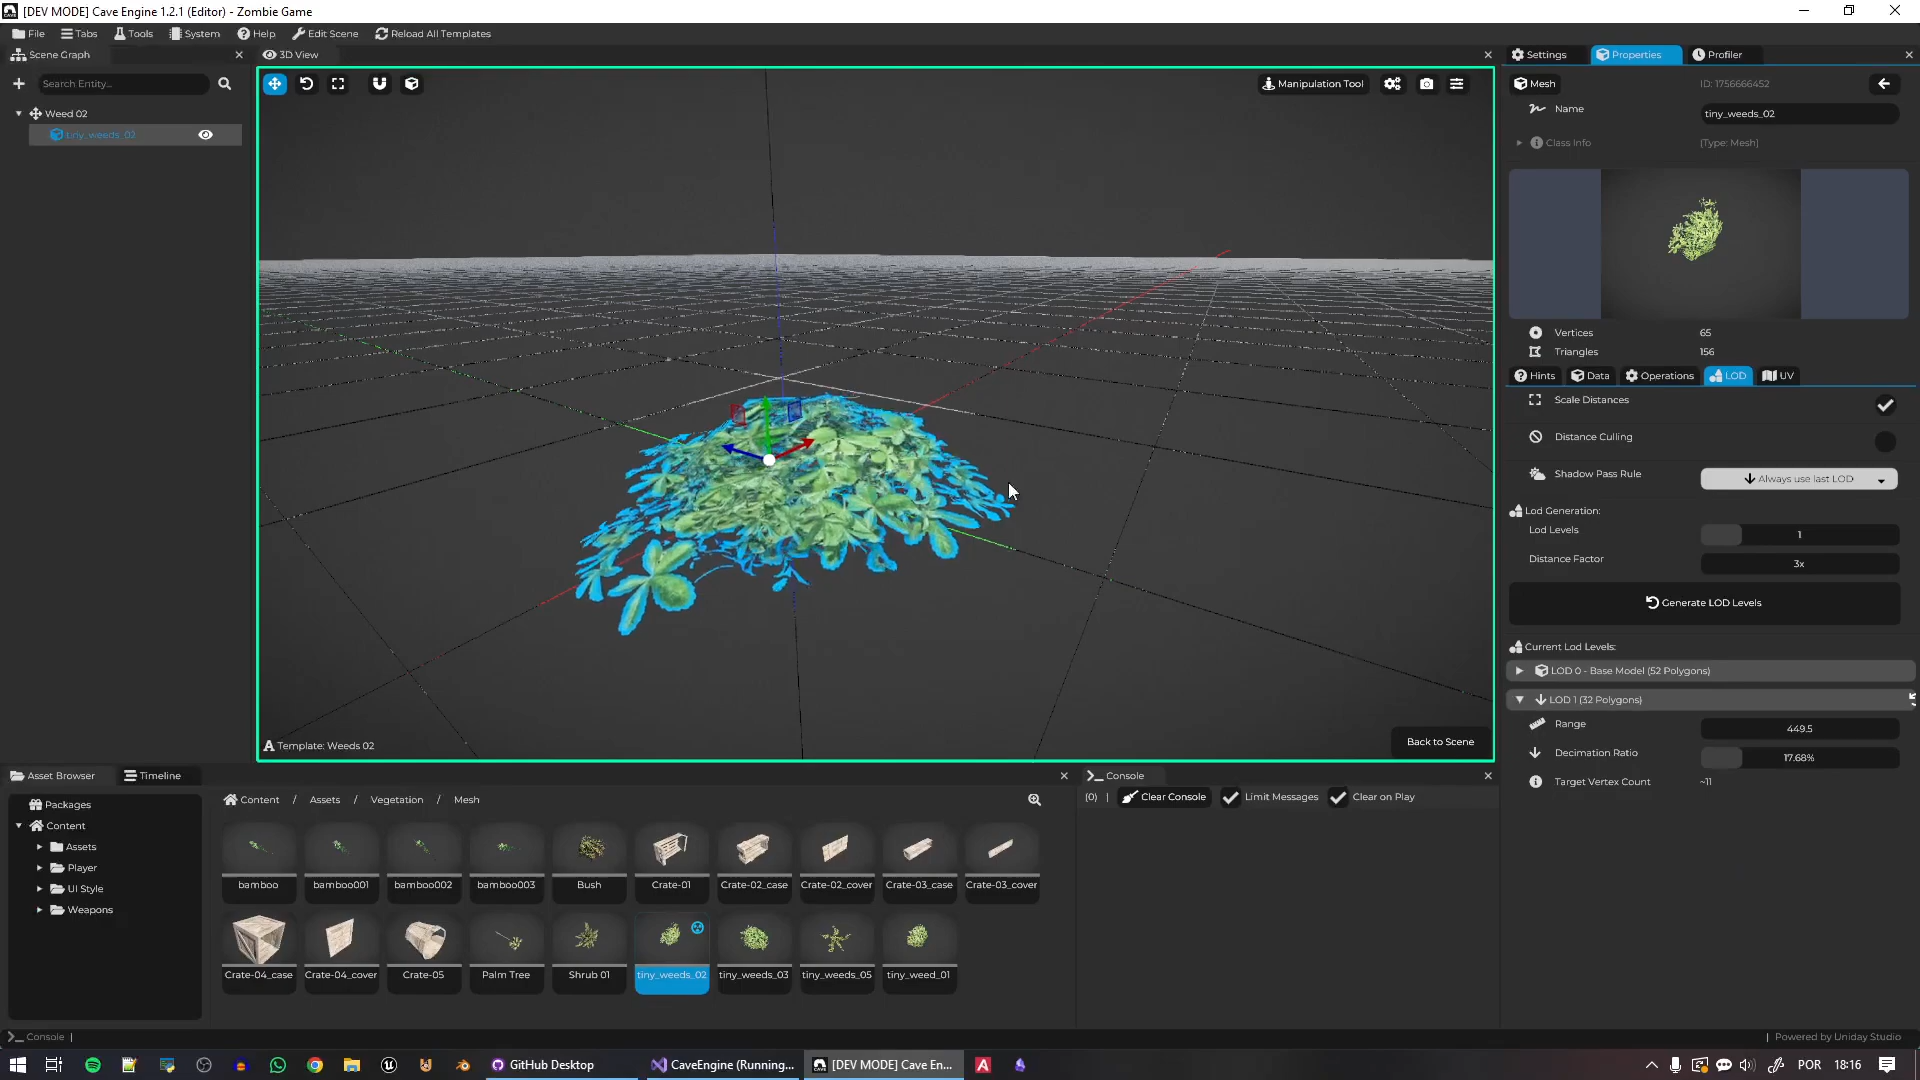 [DEV MODE] Cave Engine 1.2.1 (Editor) - Zombie Game
File Tabs Tools System Help Edit Scene Reload All Templates
Scene Graph
Search Entity...
Weed 02
tiny_weeds_02
3D View
Manipulation Tool
Template: Weeds 02
Back to Scene
Settings Properties Profiler
Mesh ID: 1756666452
Name tiny_weeds_02
Class Info (Type: Mesh)
Vertices 65
Triangles 156
Hints Data Operations LOD UV
Scale Distances
Distance Culling
Shadow Pass Rule Always use last LOD
Lod Generation:
Lod Levels 1
Distance Factor 3x
Generate LOD Levels
Current Lod Levels:
LOD 0 - Base Model (52 Polygons)
LOD 1 (32 Polygons)
Range 449.5
Decimation Ratio 17.68%
Target Vertex Count ~11
Asset Browser Timeline
Packages
Content
Assets
Player
UI Style
Weapons
Content / Assets / Vegetation / Mesh
bamboo bamboo001 bamboo002 bamboo003 Bush Crate-01 Crate-02_case Crate-02_cover Crate-03_case Crate-03_cover
Crate-04_case Crate-04_cover Crate-05 Palm Tree Shrub 01 tiny_weeds_02 tiny_weeds_03 tiny_weeds_05 tiny_weed_01
Console
(0) | Clear Console Limit Messages Clear on Play
Console |
Powered by Uniday Studio
GitHub Desktop CaveEngine (Running... [DEV MODE] Cave En... POR 18:16